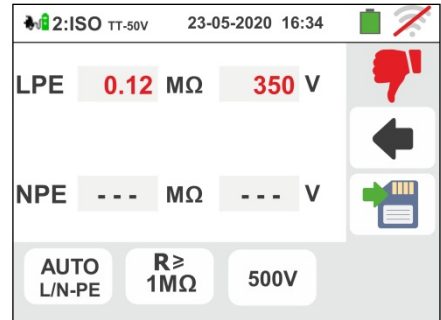 2:ISO TT-50V 23-05-2020 16:34
LPE 0.12 MΩ 350 V
NPE --- MΩ --- V
AUTO R≥ 500V
L/N-PE 1MΩ